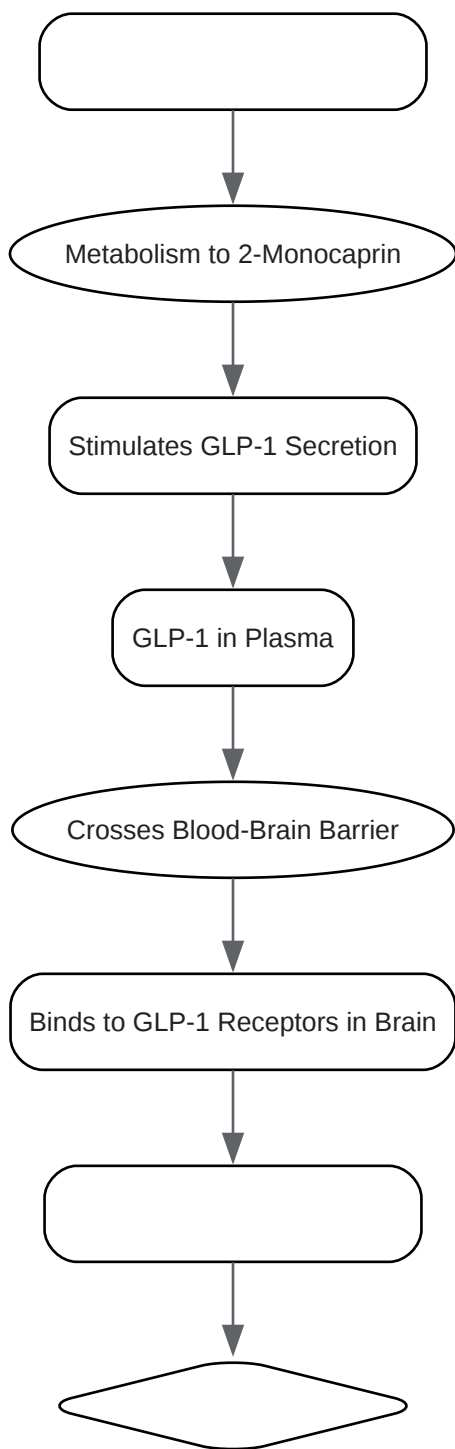 Metabolism to 2-Monocaprin
Stimulates GLP-1 Secretion
GLP-1 in Plasma
Crosses Blood-Brain Barrier
Binds to GLP-1 Receptors in Brain